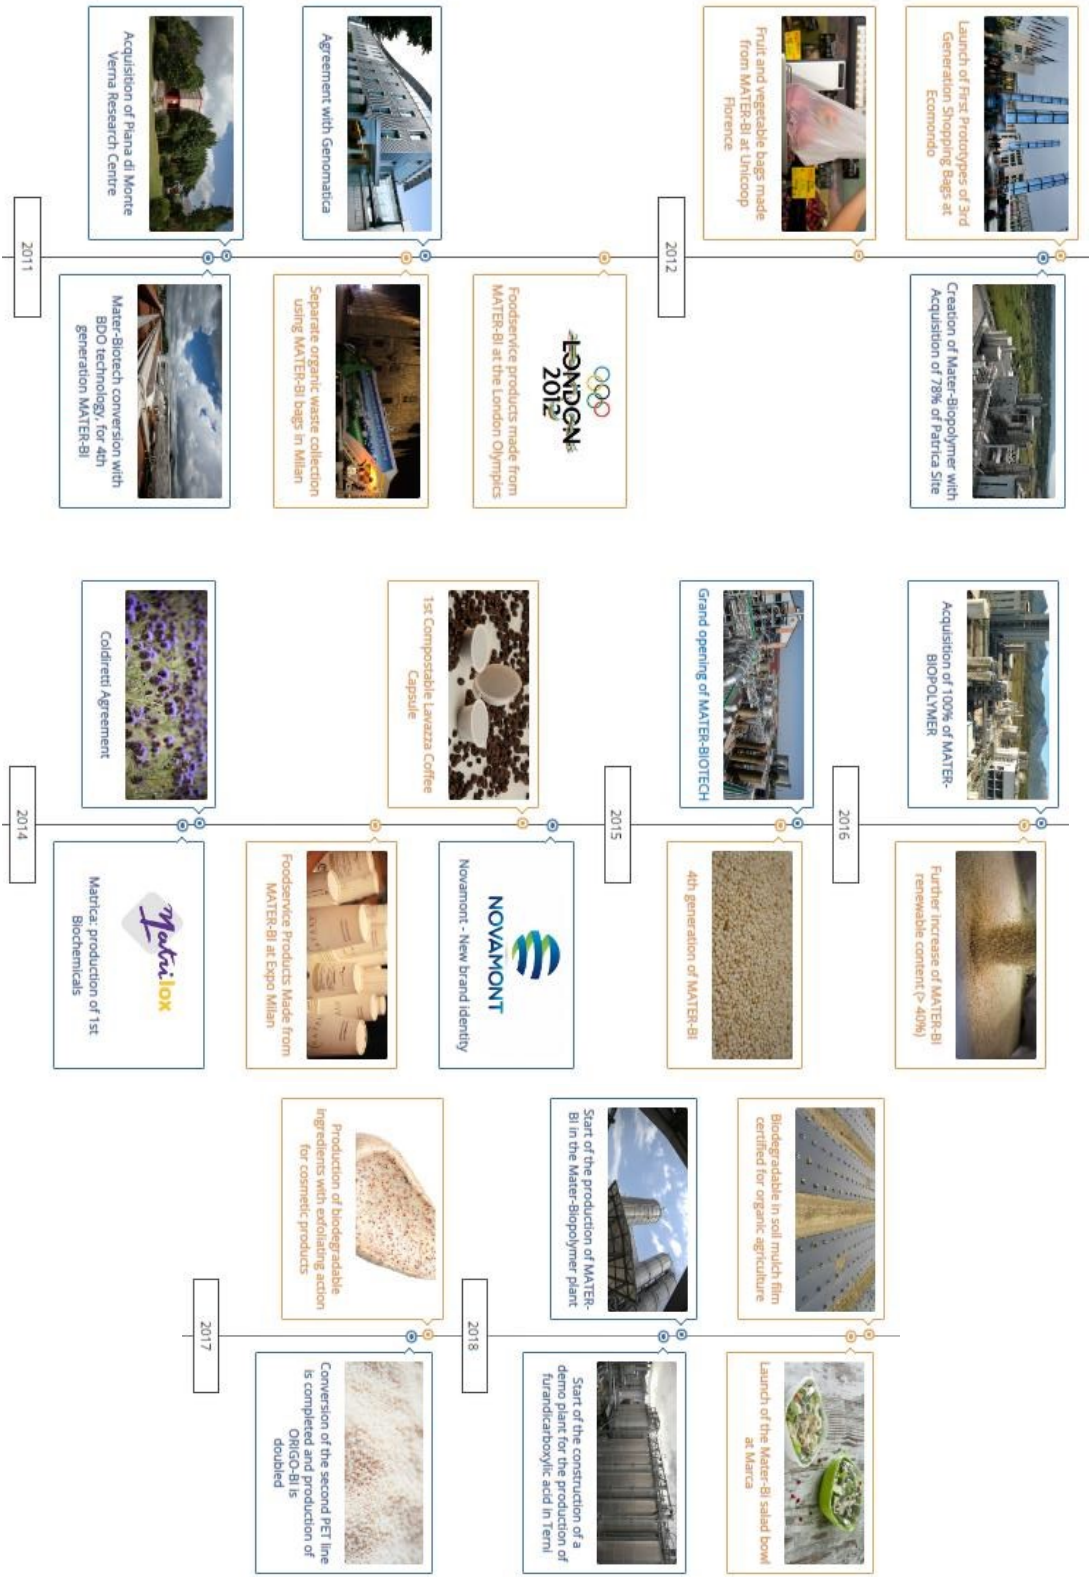 2011
Acquisition of Piana di Monte
Verna Research Centre
Mater-Biotech conversion with
BDO technology, for 4th
generation MATER-BI
Agreement with Genomatica
Separate organic waste collection
using MATER-BI bags in Milan
LONDON
2012
Foodservice products made from
MATER-BI at the London Olympics
2012
Fruit and vegetable bags made
from MATER-BI at Unicoop
Florence
Launch of First Prototypes of 3rd
Generation Shopping Bags at
Ecomondo
Creation of Mater-Biopolymer with
Acquisition of 78% of Patrica Site
2014
Coldiretti Agreement
Matrilox
Matrica: production of 1st
Biochemicals
Foodservice Products Made from
MATER-BI at Expo Milan
1st Compostable Lavazza Coffee
Capsule
NOVAMONT
Novamont - New brand identity
2015
Grand opening of MATER-BIOTECH
4th generation of MATER-BI
2016
Acquisition of 100% of MATER-
BIOPOLYMER
Further increase of MATER-BI
renewable content (> 40%)
2017
Production of biodegradable
ingredients with exfoliating action
for cosmetic products
Conversion of the second PET line
is completed and production of
ORIGO-BI is
doubled
2018
Start of the production of MATER-
BI in the Mater-Biopolymer plant
Start of the construction of a
demo plant for the production of
furandicarboxylic acid in Terni
Biodegradable in soil mulch film
certified for organic agriculture
Launch of the Mater-Bi salad bowl
at Marca